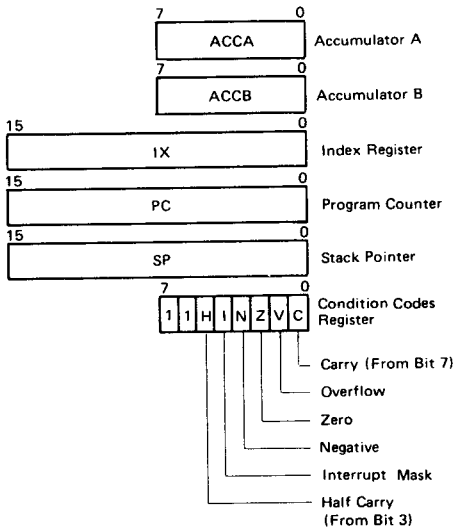 7 0
ACCA Accumulator A
7 0
ACCB Accumulator B
15 0
IX Index Register
15 0
PC Program Counter
15 0
SP Stack Pointer
7 0
1 1 H I N Z V C Condition Codes
Register
Carry (From Bit 7)
Overflow
Zero
Negative
Interrupt Mask
Half Carry
(From Bit 3)